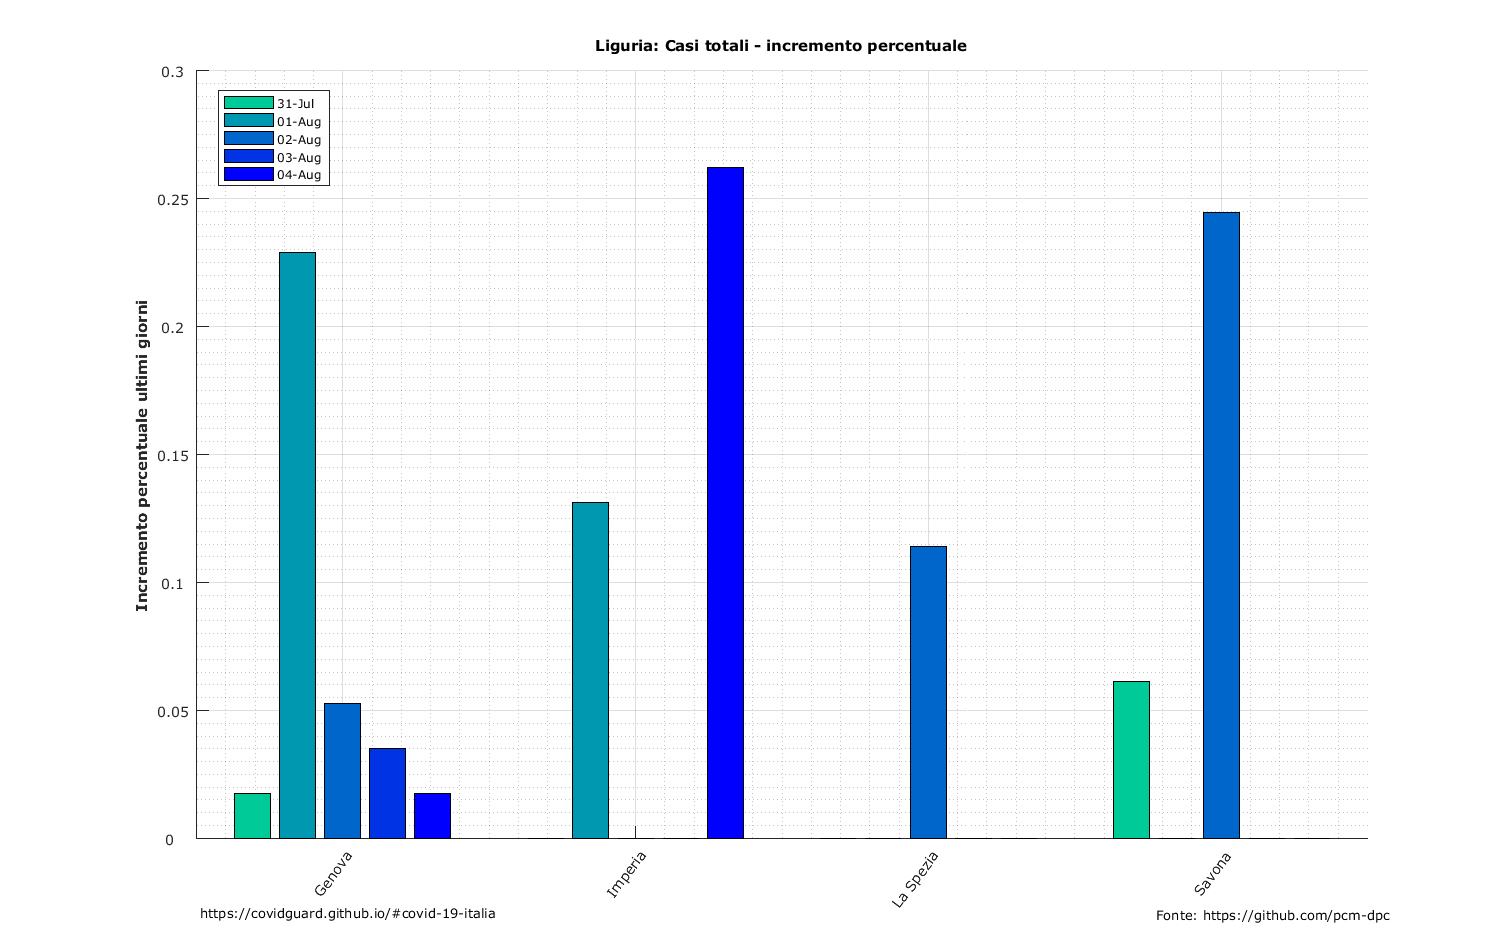 Liguria: Casi totali - incremento percentuale
Incremento percentuale ultimi giorni
0.3
0.25
0.2
0.15
0.1
0.05
0
31-Jul
01-Aug
02-Aug
03-Aug
04-Aug
Genova
Imperia
La Spezia
Savona
https://covidguard.github.io/#covid-19-italia
Fonte: https://github.com/pcm-dpc